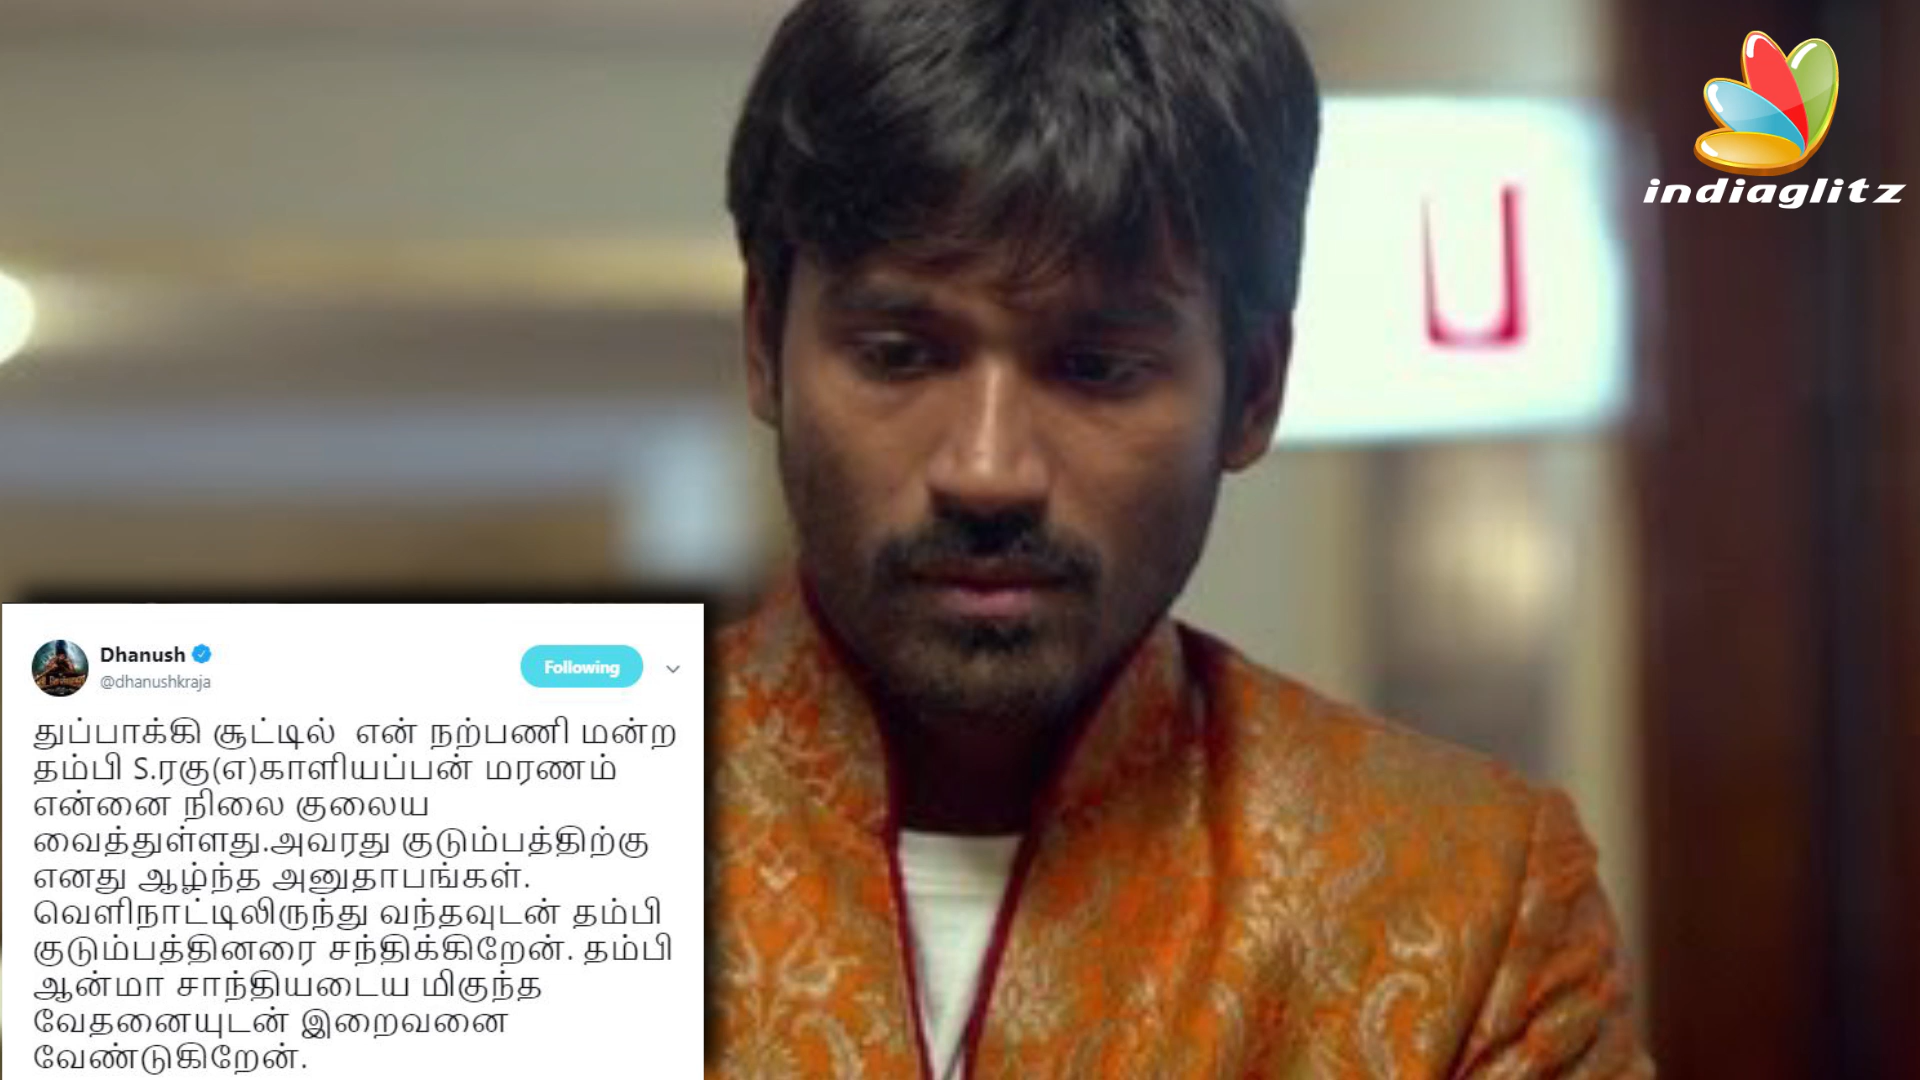 indiaglitz
U
Dhanush
@dhanushkraja
Following
துப்பாக்கி சூட்டில் என் நற்பணி மன்ற
தம்பி S.ரகு(எ)காளியப்பன் மரணம்
என்னை நிலை குலைய
வைத்துள்ளது.அவரது குடும்பத்திற்கு
எனது ஆழ்ந்த அனுதாபங்கள்.
வெளிநாட்டிலிருந்து வந்தவுடன் தம்பி
குடும்பத்தினரை சந்திக்கிறேன். தம்பி
ஆன்மா சாந்தியடைய மிகுந்த
வேதனையுடன் இறைவனை
வேண்டுகிறேன்.